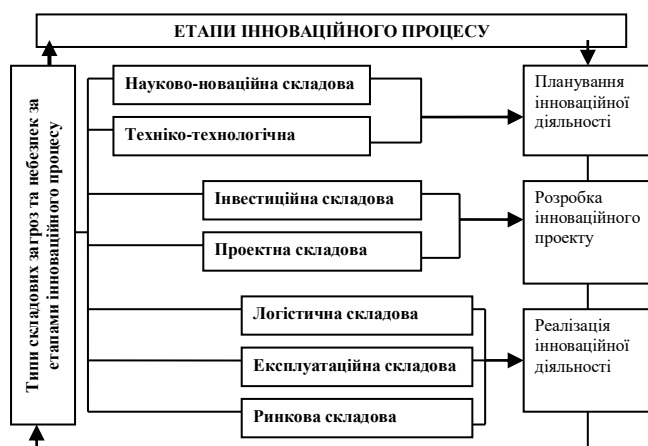 ЕТАПИ ІННОВАЦІЙНОГО ПРОЦЕСУ
Типи складових загроз та небезпек за
етапами інноваційного процесу
Науково-новаційна складова
Техніко-технологічна
Інвестиційна складова
Проектна складова
Логістична складова
Експлуатаційна складова
Ринкова складова
Планування
інноваційної
діяльності
Розробка
інноваційного
проекту
Реалізація
інноваційної
діяльності